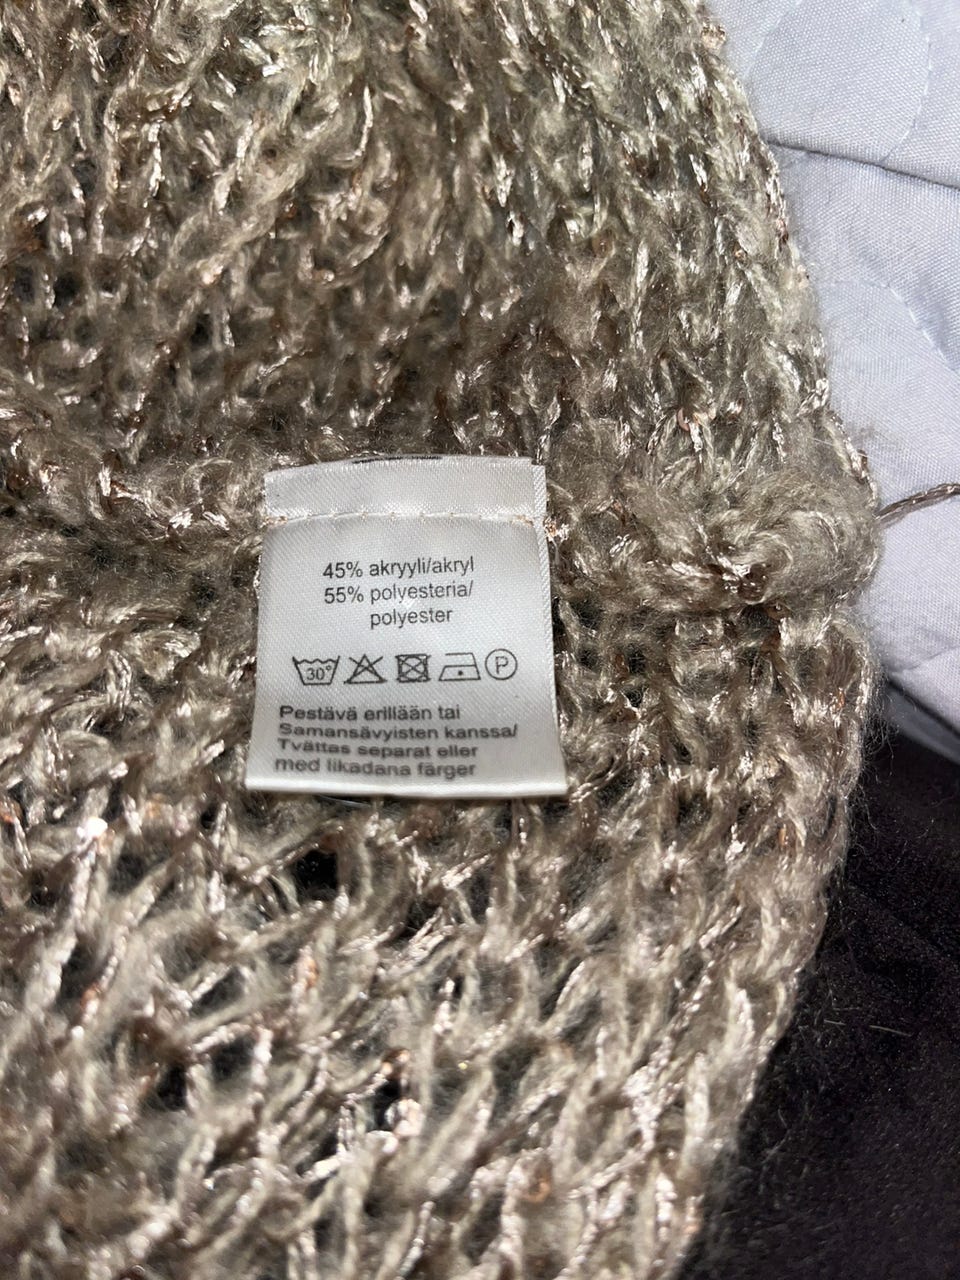 45% akryyli/akryl
55% polyesteria/
polyester
30° P
Pestävä erillään tai
Samansävyisten kanssa/
Tvättas separat eller
med likadana färger